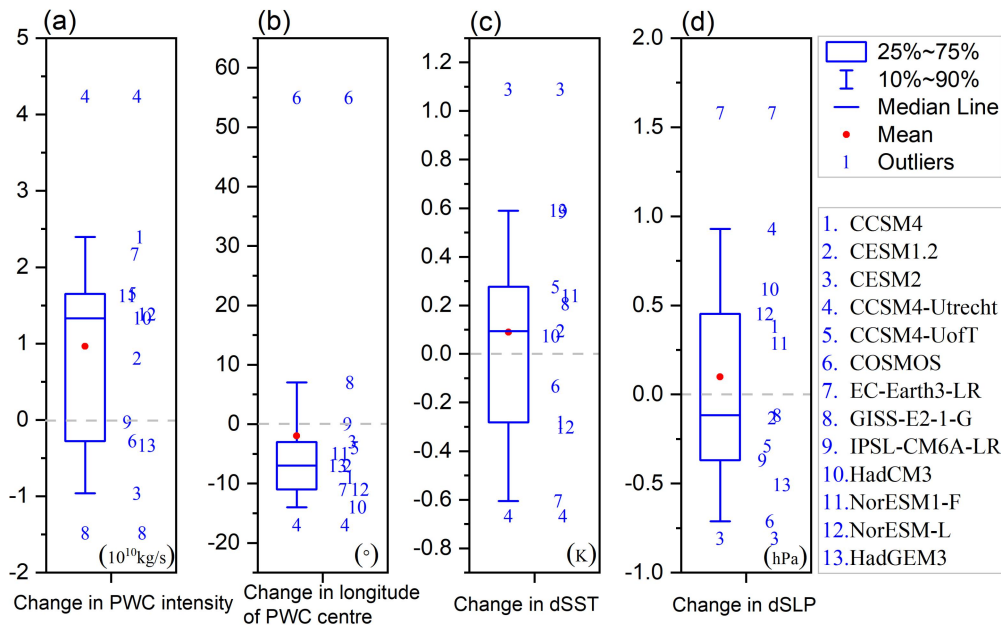 (a)
5
4
3
2
1
0
-1
-2
4 4
1
7
11 5
12
10
2
9
6 13
3
8 8
(10¹⁰kg/s)
Change in PWC intensity
(b)
60
50
40
30
20
10
0
-10
-20
6 6
8
9
3
5 4
13 2
1
7 12
14
4 4
(°)
Change in longitude
of PWC centre
(c)
1.2
1.0
0.8
0.6
0.4
0.2
0.0
-0.2
-0.4
-0.6
-0.8
3 3
5 11
8
10 2
6
1
12
7
4 4
(K)
Change in dSST
(d)
2.0
1.5
1.0
0.5
0.0
-0.5
-1.0
7 7
4
10
12
1
11
8
2
5
9
13
6
3 3
(hPa)
Change in dSLP
25%~75%
10%~90%
Median Line
Mean
1 Outliers
1. CCSM4
2. CESM1.2
3. CESM2
4. CCSM4-Utrecht
5. CCSM4-UofT
6. COSMOS
7. EC-Earth3-LR
8. GISS-E2-1-G
9. IPSL-CM6A-LR
10. HadCM3
11. NorESM1-F
12. NorESM-L
13. HadGEM3